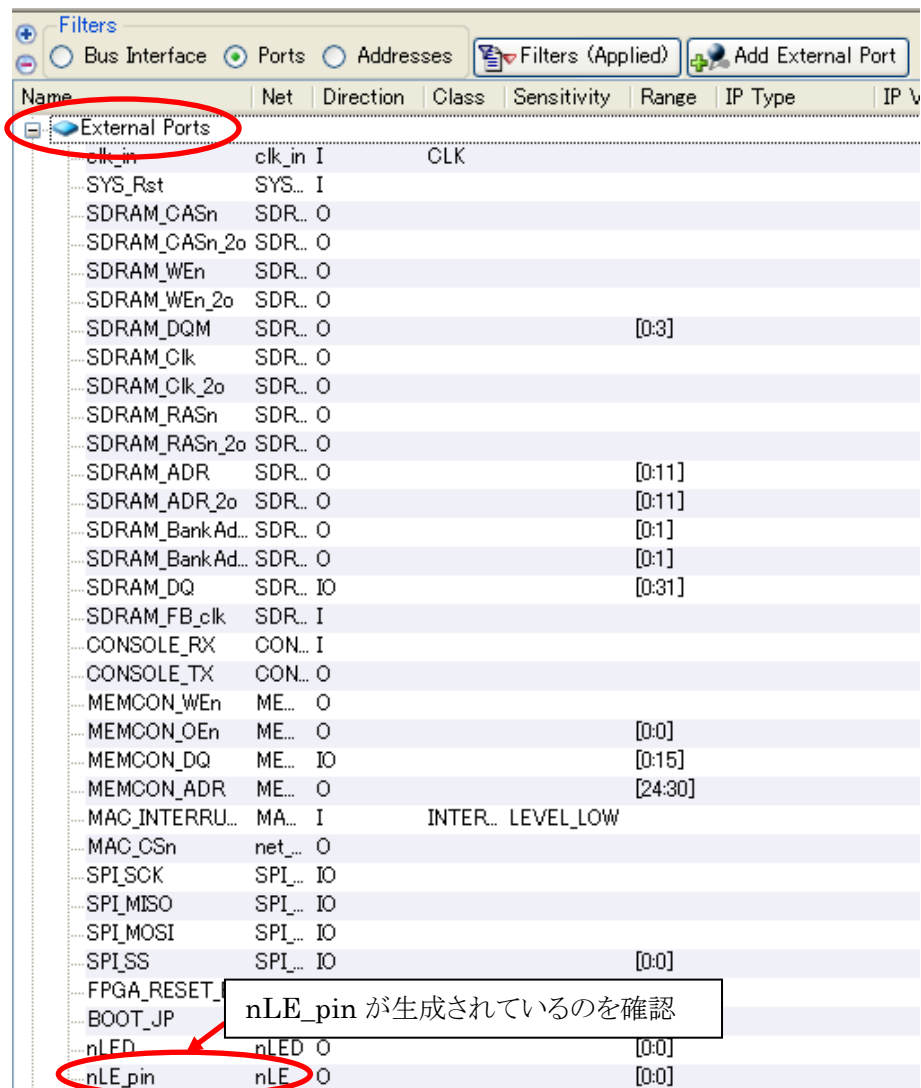 Filters
Bus Interface Ports Addresses Filters (Applied) Add External Port
Name Net Direction Class Sensitivity Range IP Type IP
External Ports
clk_in clk_in I CLK
SYS_Rst SYS... I
SDRAM_CASn SDR... O
SDRAM_CASn_2o SDR... O
SDRAM_WEn SDR... O
SDRAM_WEn_2o SDR... O
SDRAM_DQM SDR... O [0:3]
SDRAM_Clk SDR... O
SDRAM_Clk_2o SDR... O
SDRAM_RASn SDR... O
SDRAM_RASn_2o SDR... O
SDRAM_ADR SDR... O [0:11]
SDRAM_ADR_2o SDR... O [0:11]
SDRAM_BankAd... SDR... O [0:1]
SDRAM_BankAd... SDR... O [0:1]
SDRAM_DQ SDR... IO [0:31]
SDRAM_FB_clk SDR... I
CONSOLE_RX CON... I
CONSOLE_TX CON... O
MEMCON_WEn ME... O
MEMCON_OEn ME... O [0:0]
MEMCON_DQ ME... IO [0:15]
MEMCON_ADR ME... O [24:30]
MAC_INTERRU... MA... I INTER... LEVEL_LOW
MAC_CSn net_... O
SPI_SCK SPI_... IO
SPI_MISO SPI_... IO
SPI_MOSI SPI_... IO
SPI_SS SPI_... IO [0:0]
FPGA_RESET_
nLE_pin が生成されているのを確認
BOOT_JP
nLED nLED O [0:0]
nLE_pin nLE O [0:0]